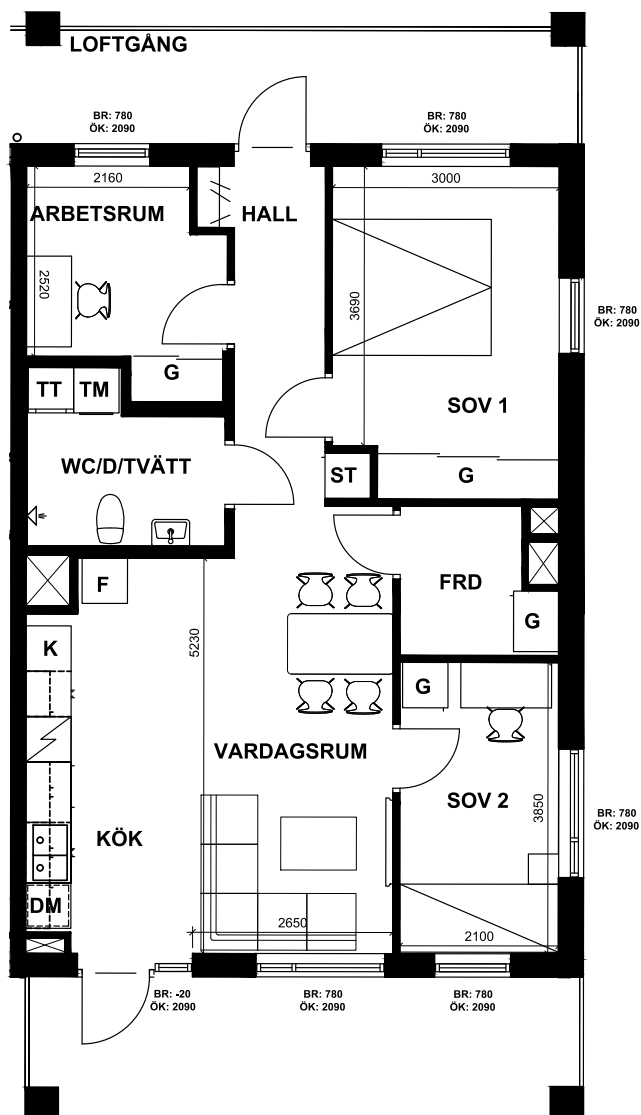 LOFTGÅNG
BR: 780
ÖK: 2090
BR: 780
ÖK: 2090
2160
3000
ARBETSRUM
HALL
2520
3690
BR: 780
ÖK: 2090
G
TT
TM
SOV 1
WC/D/TVÄTT
ST
G
F
FRD
5230
G
K
G
VARDAGSRUM
SOV 2
3850
BR: 780
ÖK: 2090
KÖK
DM
2650
2100
BR: -20
ÖK: 2090
BR: 780
ÖK: 2090
BR: 780
ÖK: 2090